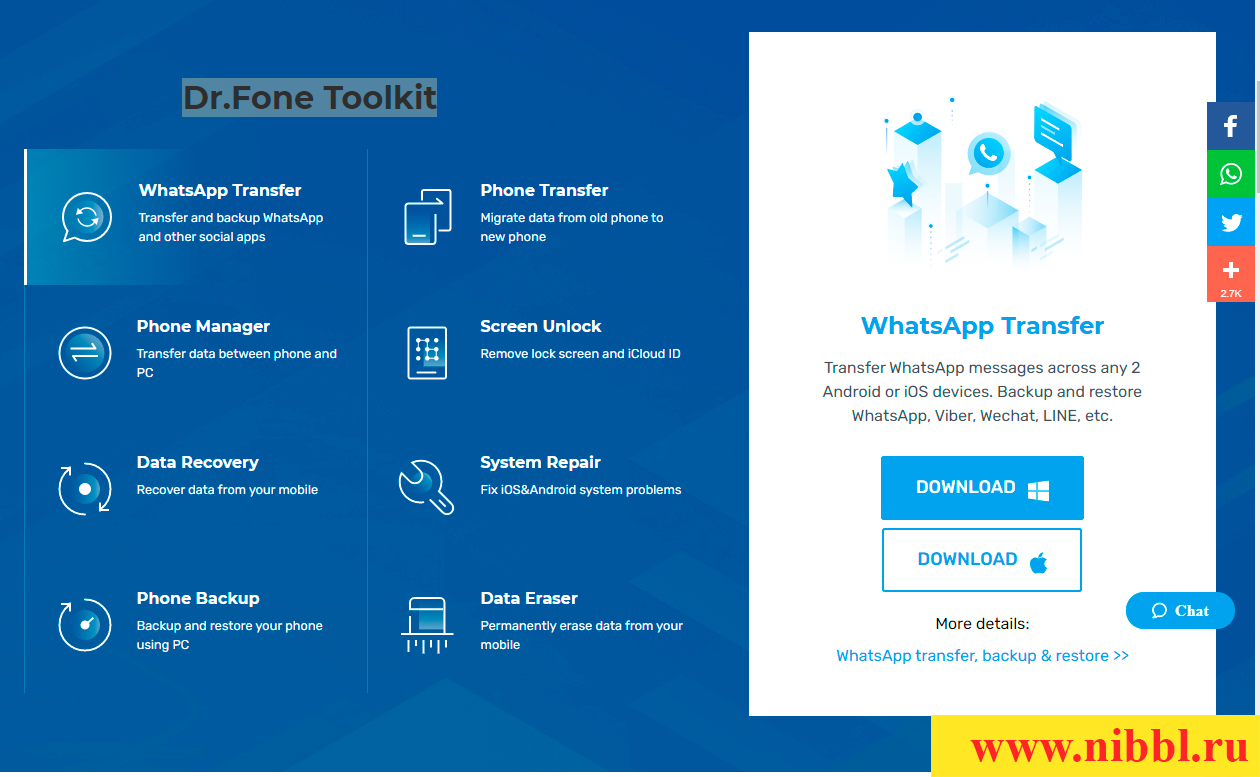 Dr.Fone Toolkit
WhatsApp Transfer
Transfer and backup WhatsApp
and other social apps
Phone Transfer
Migrate data from old phone to
new phone
Phone Manager
Transfer data between phone and
PC
Screen Unlock
Remove lock screen and iCloud ID
Data Recovery
Recover data from your mobile
System Repair
Fix iOS&Android system problems
Phone Backup
Backup and restore your phone
using PC
Data Eraser
Permanently erase data from your
mobile
WhatsApp Transfer
Transfer WhatsApp messages across any 2
Android or iOS devices. Backup and restore
WhatsApp, Viber, Wechat, LINE, etc.
DOWNLOAD
DOWNLOAD
More details:
WhatsApp transfer, backup & restore >>
2.7K
Chat
www.nibbl.ru